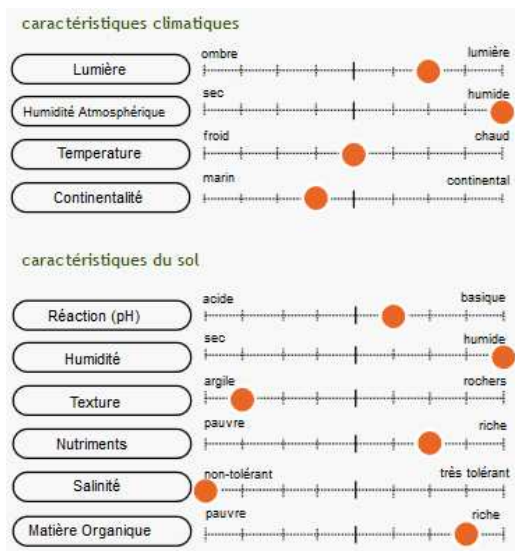 caractéristiques climatiques
Lumière
ombre lumière
Humidité Atmosphérique
sec humide
Temperature
froid chaud
Continentalité
marin continental
caractéristiques du sol
Réaction (pH)
acide basique
Humidité
sec humide
Texture
argile rochers
Nutriments
pauvre riche
Salinité
non-tolérant très tolérant
Matière Organique
pauvre riche